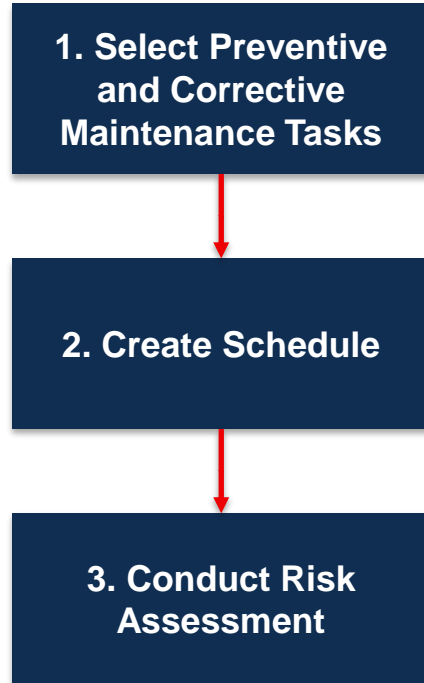 1. Select Preventive
and Corrective
Maintenance Tasks
2. Create Schedule
3. Conduct Risk
Assessment